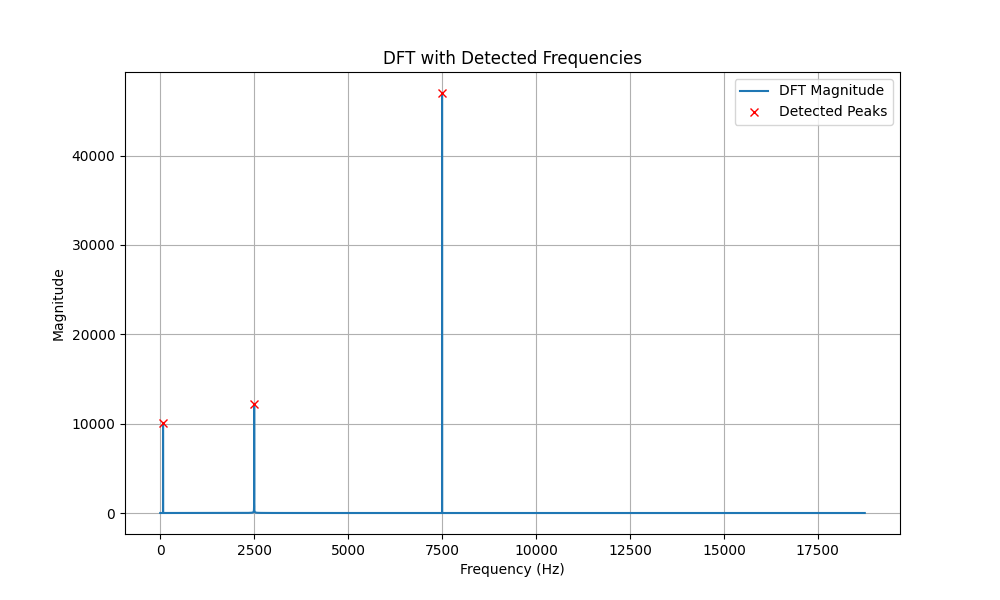 DFT with Detected Frequencies
DFT Magnitude
Detected Peaks
Magnitude
40000
30000
20000
10000
0
0 2500 5000 7500 10000 12500 15000 17500
Frequency (Hz)